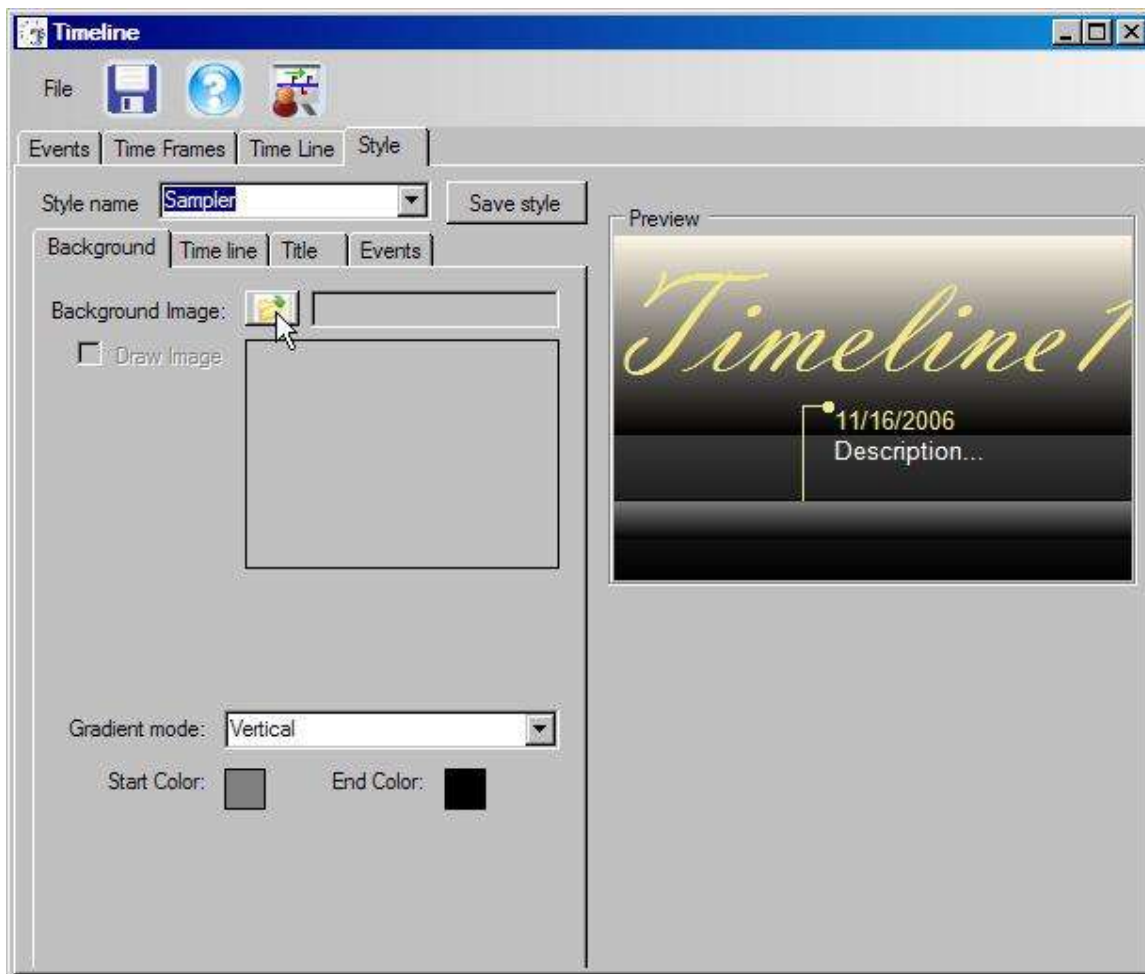 Timeline
File
Events Time Frames Time Line Style
Style name Sampler Save style
Background Time line Title Events
Background Image:
Draw Image
Gradient mode: Vertical
Start Color: End Color:
Preview
Timeline1
11/16/2006
Description...